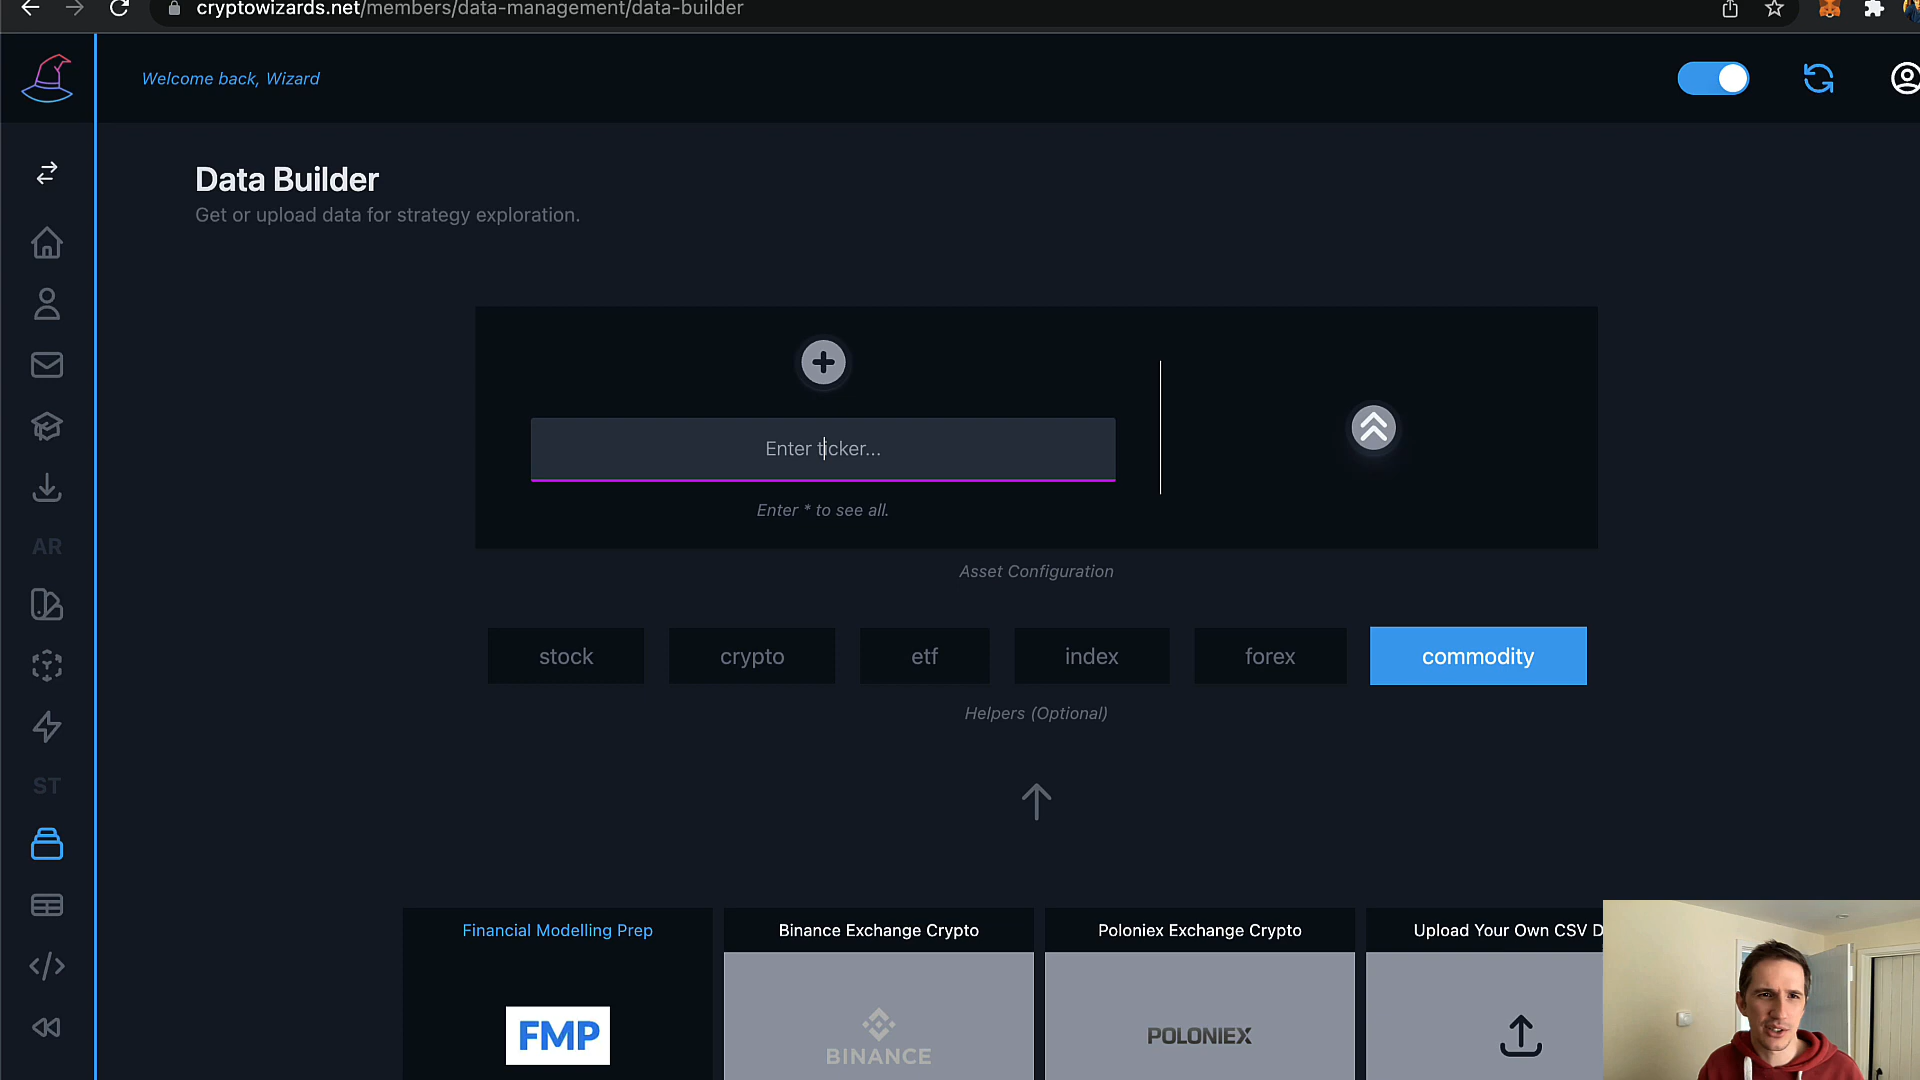 cryptowizards.net/members/data-management/data-builder
Welcome back, Wizard
Data Builder
Get or upload data for strategy exploration.
Enter ticker...
Enter * to see all.
Asset Configuration
AR
stock
crypto
etf
index
forex
commodity
Helpers (Optional)
ST
Financial Modelling Prep
Binance Exchange Crypto
Poloniex Exchange Crypto
Upload Your Own CSV D
FMP
BINANCE
POLONIEX